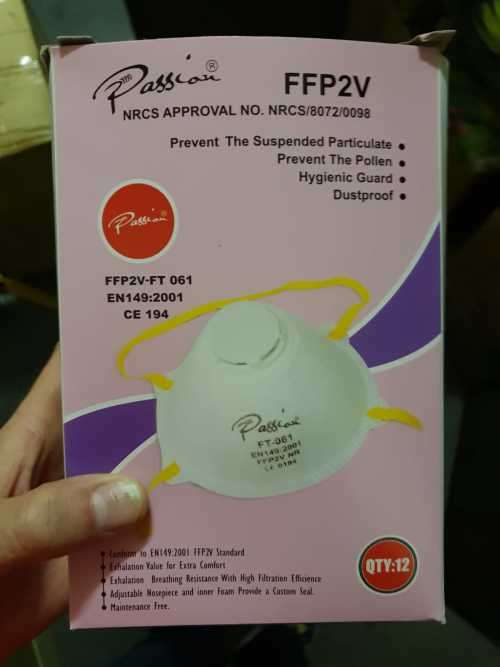 Passion ®
FFP2V
NRCS APPROVAL NO. NRCS/8072/0098
Prevent The Suspended Particulate
Prevent The Pollen
Hygienic Guard
Dustproof
Passion ®
FFP2V-FT 061
EN149:2001
CE 194
Passion
FT-061
EN149:2001
FFP2V NR
CE 0194
Conform to EN149:2001 FFP2V Standard
Exhalation Value for Extra Comfort
Exhalation Breathing Resistance With High Filtration Efficience
Adjustable Nosepiece and inner Foam Provide a Custom Seal.
Maintenance Free.
QTY:12